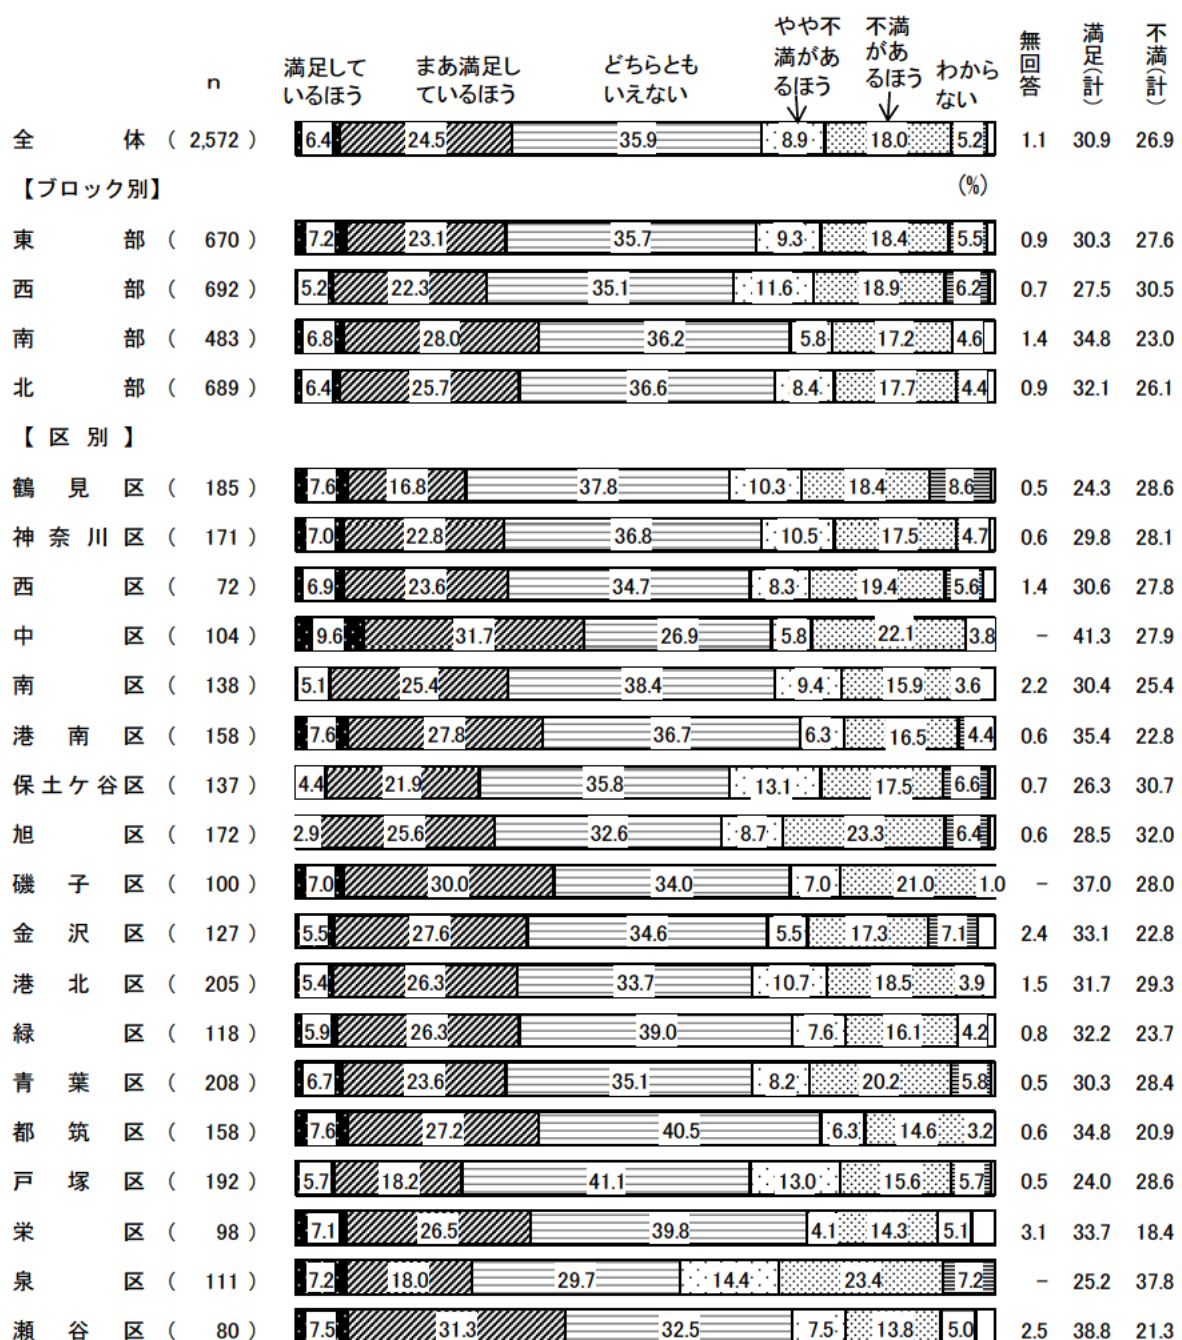 n 満足しているほう まあ満足しているほう どちらともいえない やや不満があるほう 不満があるほう わからない 無回答 満足(計) 不満(計)
全体 ( 2,572 ) 6.4 24.5 35.9 8.9 18.0 5.2 1.1 30.9 26.9
【ブロック別】 (%)
東部 ( 670 ) 7.2 23.1 35.7 9.3 18.4 5.5 0.9 30.3 27.6
西部 ( 692 ) 5.2 22.3 35.1 11.6 18.9 6.2 0.7 27.5 30.5
南部 ( 483 ) 6.8 28.0 36.2 5.8 17.2 4.6 1.4 34.8 23.0
北部 ( 689 ) 6.4 25.7 36.6 8.4 17.7 4.4 0.9 32.1 26.1
【区別】
鶴見区 ( 185 ) 7.6 16.8 37.8 10.3 18.4 8.6 0.5 24.3 28.6
神奈川区 ( 171 ) 7.0 22.8 36.8 10.5 17.5 4.7 0.6 29.8 28.1
西区 ( 72 ) 6.9 23.6 34.7 8.3 19.4 5.6 1.4 30.6 27.8
中区 ( 104 ) 9.6 31.7 26.9 5.8 22.1 3.8 − 41.3 27.9
南区 ( 138 ) 5.1 25.4 38.4 9.4 15.9 3.6 2.2 30.4 25.4
港南区 ( 158 ) 7.6 27.8 36.7 6.3 16.5 4.4 0.6 35.4 22.8
保土ケ谷区 ( 137 ) 4.4 21.9 35.8 13.1 17.5 6.6 0.7 26.3 30.7
旭区 ( 172 ) 2.9 25.6 32.6 8.7 23.3 6.4 0.6 28.5 32.0
磯子区 ( 100 ) 7.0 30.0 34.0 7.0 21.0 1.0 − 37.0 28.0
金沢区 ( 127 ) 5.5 27.6 34.6 5.5 17.3 7.1 2.4 33.1 22.8
港北区 ( 205 ) 5.4 26.3 33.7 10.7 18.5 3.9 1.5 31.7 29.3
緑区 ( 118 ) 5.9 26.3 39.0 7.6 16.1 4.2 0.8 32.2 23.7
青葉区 ( 208 ) 6.7 23.6 35.1 8.2 20.2 5.8 0.5 30.3 28.4
都筑区 ( 158 ) 7.6 27.2 40.5 6.3 14.6 3.2 0.6 34.8 20.9
戸塚区 ( 192 ) 5.7 18.2 41.1 13.0 15.6 5.7 0.5 24.0 28.6
栄区 ( 98 ) 7.1 26.5 39.8 4.1 14.3 5.1 3.1 33.7 18.4
泉区 ( 111 ) 7.2 18.0 29.7 14.4 23.4 7.2 − 25.2 37.8
瀬谷区 ( 80 ) 7.5 31.3 32.5 7.5 13.8 5.0 2.5 38.8 21.3